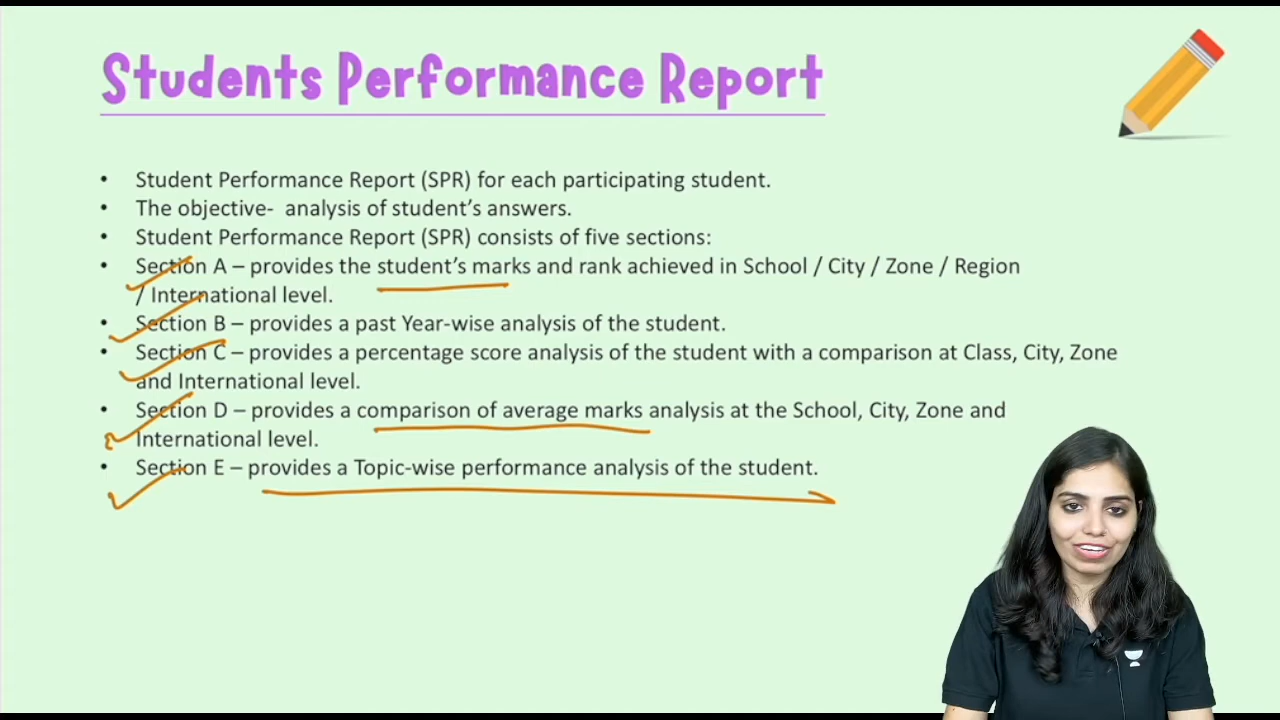 Students Performance Report
• Student Performance Report (SPR) for each participating student.
• The objective-  analysis of student's answers.
• Student Performance Report (SPR) consists of five sections:
• Section A – provides the student's marks and rank achieved in School / City / Zone / Region
/ International level.
• Section B – provides a past Year-wise analysis of the student.
• Section C – provides a percentage score analysis of the student with a comparison at Class, City, Zone
and International level.
• Section D – provides a comparison of average marks analysis at the School, City, Zone and
International level.
• Section E – provides a Topic-wise performance analysis of the student.